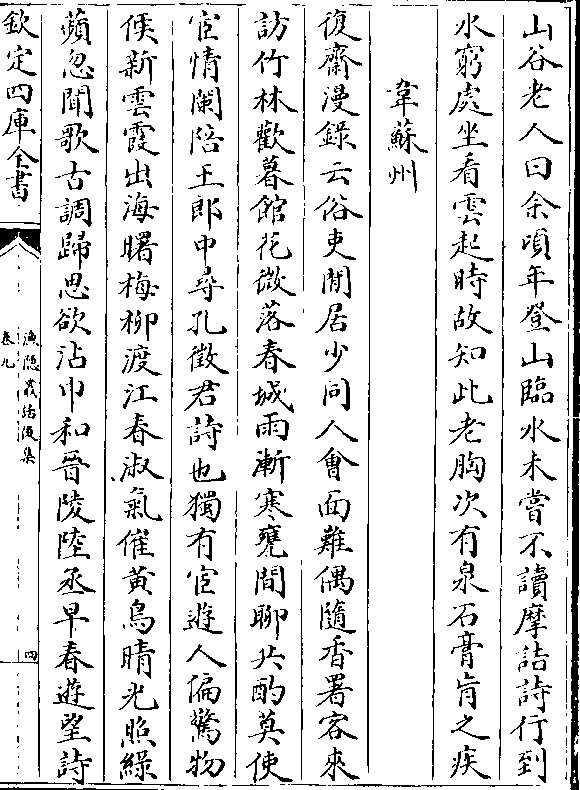 山谷老人曰余頃年登山臨水未嘗不讀摩詰詩行到
水窮處坐看雲起時故知此老胸次有泉石膏肓之疾
韋蘇州
復齋漫錄云俗吏閒居少同人會面難偶隨香署客來
訪竹林歡暮館花微落春城雨漸寒甕間聊共酌莫使
宦情闌陪王郎中尋孔徵君詩也獨有宦遊人偏驚物
候新雲霞出海曙梅柳渡江春淑氣催黃鳥晴光照綠
蘋忽聞歌古調歸思欲沾巾和晉陵陸丞早春遊望詩
欽定四庫全書
漁隱叢話後集
卷九
四